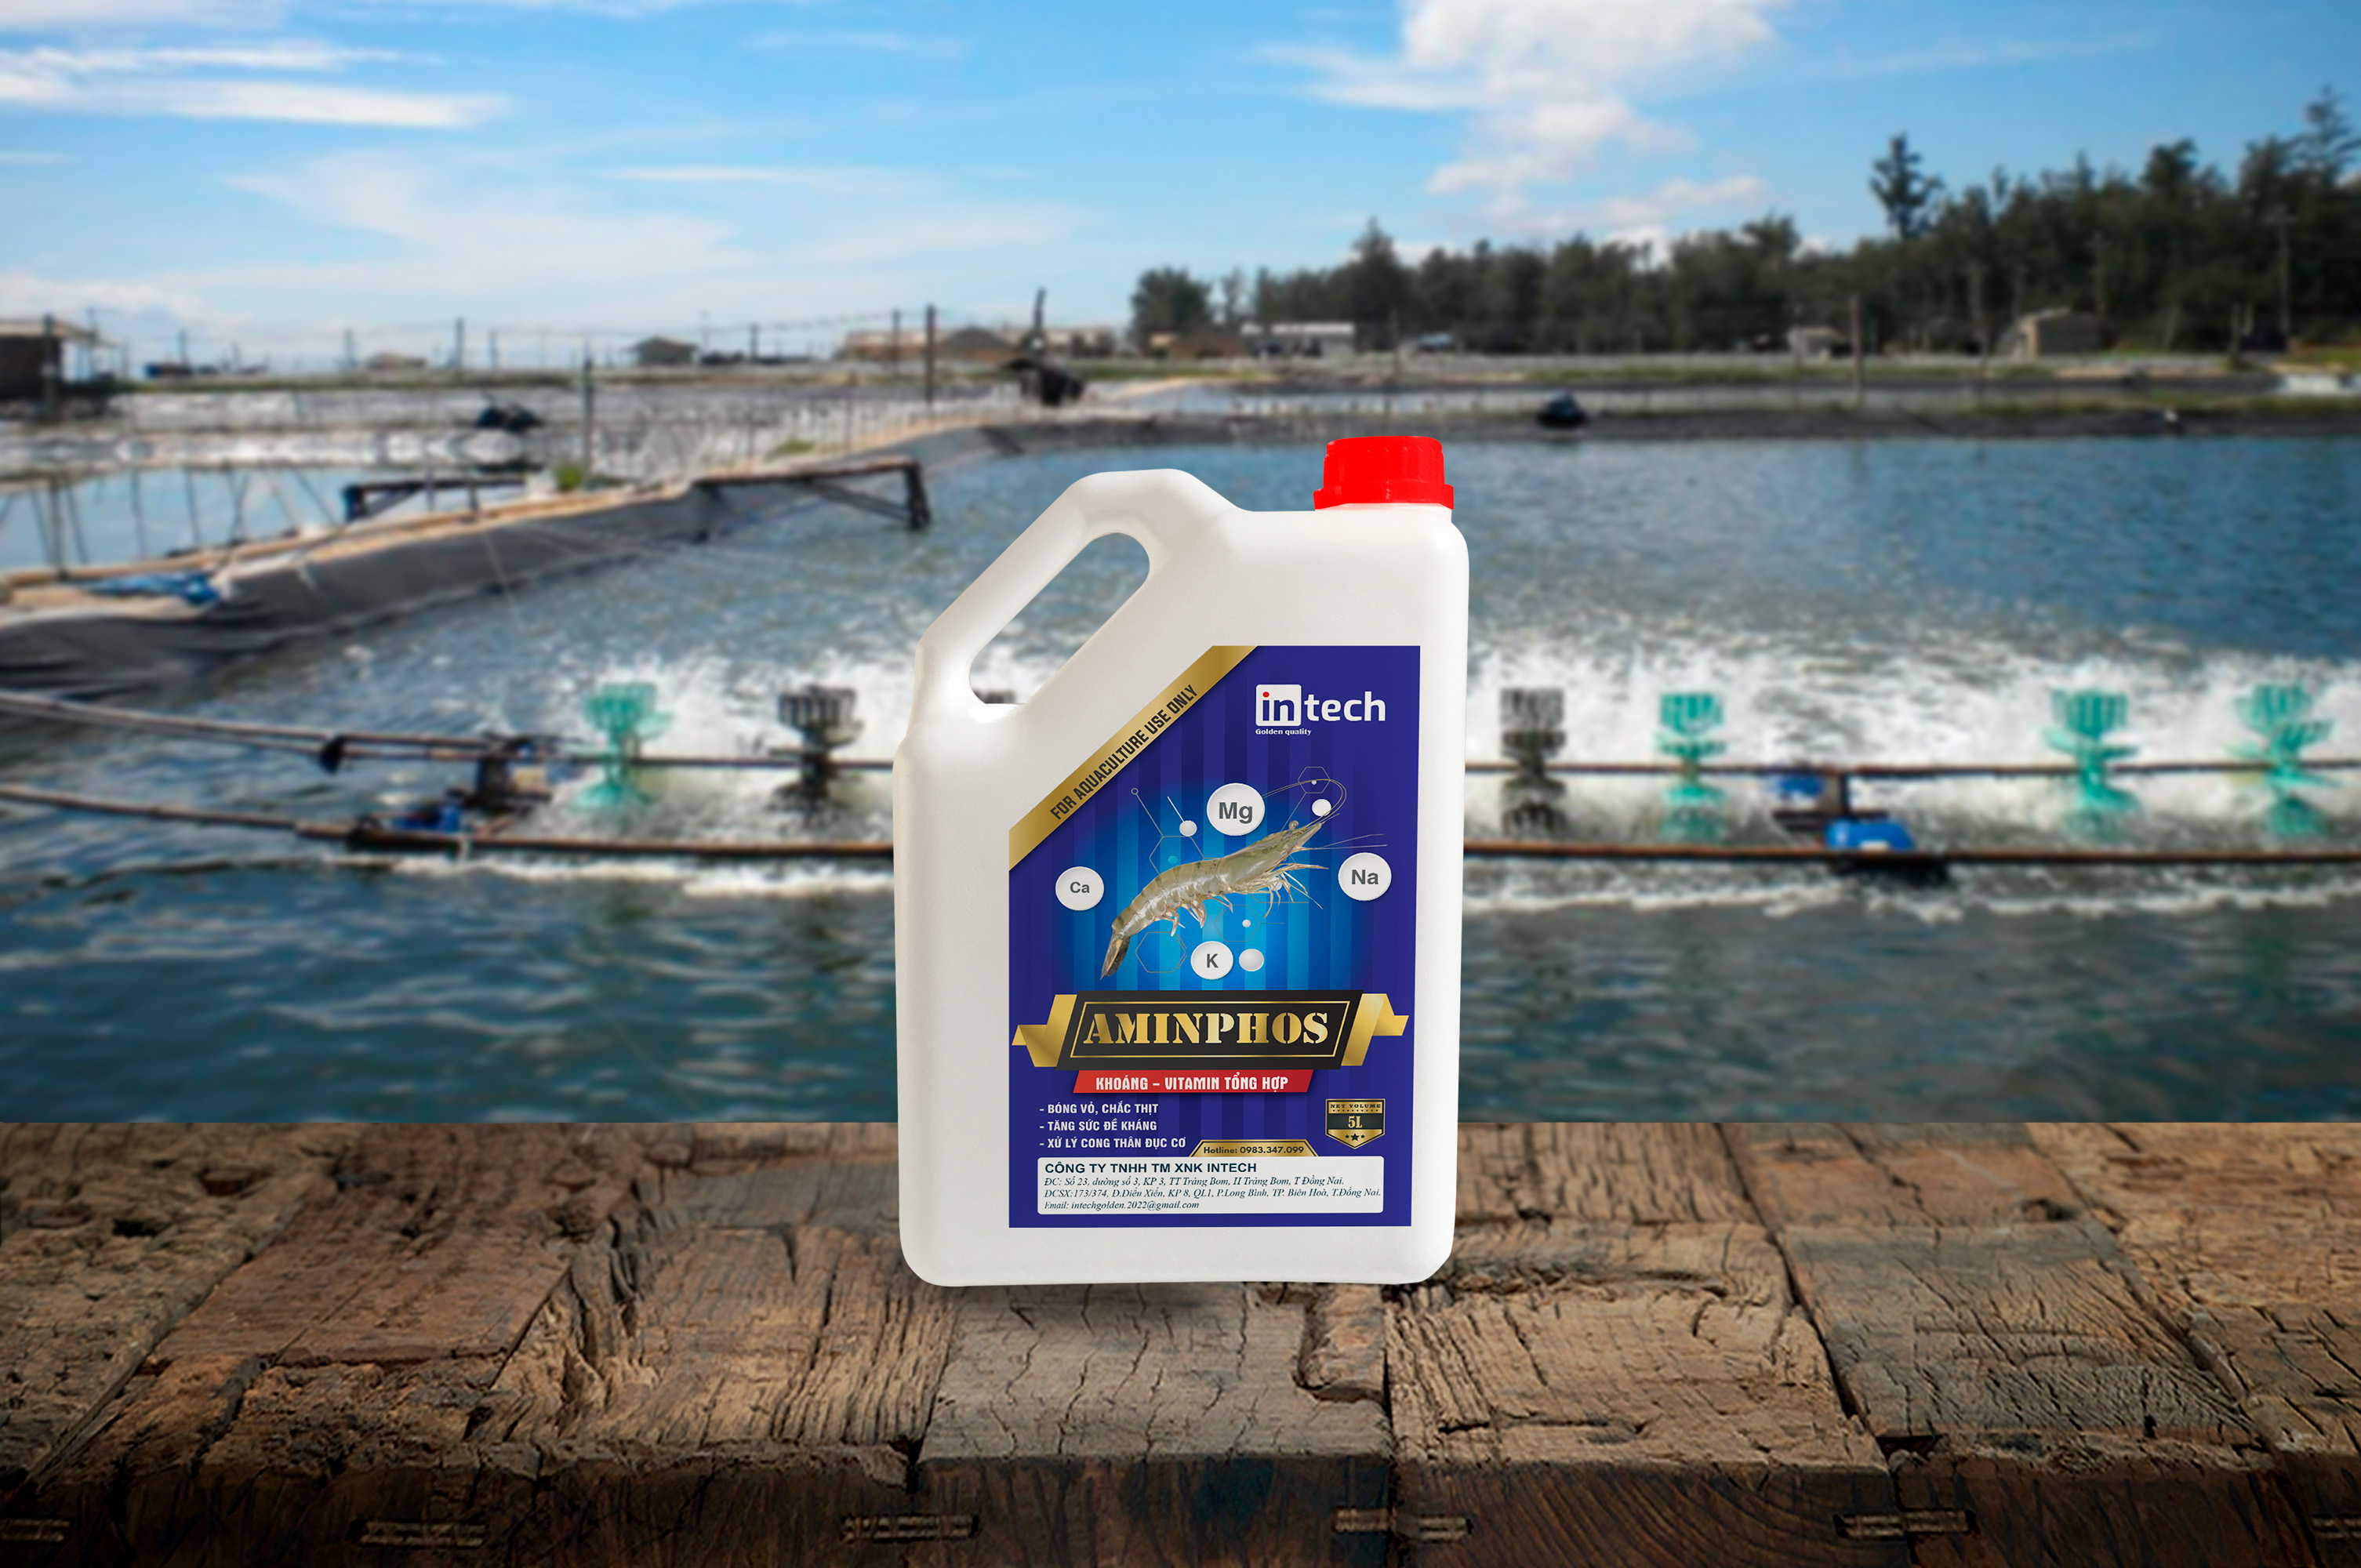 FOR AQUACULTURE USE ONLY
intech
Golden quality
Mg
Ca
Na
K
AMINPHOS
KHOÁNG – VITAMIN TỔNG HỢP
- BÓNG VỎ, CHẮC THỊT
- TĂNG SỨC ĐỀ KHÁNG
- XỬ LÝ CONG THÂN ĐỤC CƠ
NET VOLUME
5L
Hotline: 0983.347.099
CÔNG TY TNHH TM XNK INTECH
ĐC: Số 23, đường số 3, KP 3, TT Trảng Bom, H Trảng Bom, T Đồng Nai.
ĐCSX:173/374, Đ.Điểu Xiển, KP 8, QL1, P.Long Bình, TP. Biên Hoà, T.Đồng Nai.
Email: intechgolden.2022@gmail.com